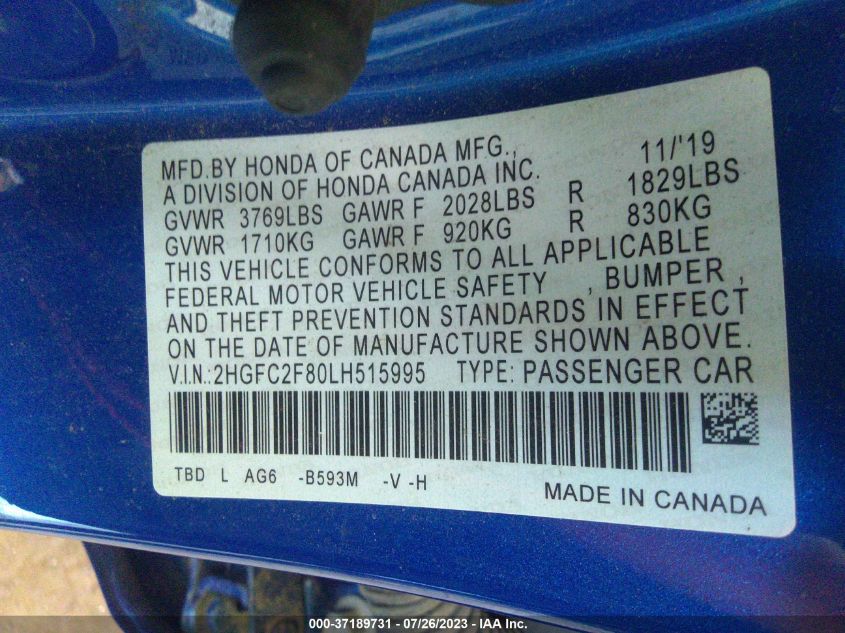 MFD.BY HONDA OF CANADA MFG., 11/'19
A DIVISION OF HONDA CANADA INC.
GVWR 3769LBS GAWR F 2028LBS R 1829LBS
GVWR 1710KG GAWR F 920KG R 830KG
THIS VEHICLE CONFORMS TO ALL APPLICABLE
FEDERAL MOTOR VEHICLE SAFETY , BUMPER ,
AND THEFT PREVENTION STANDARDS IN EFFECT
ON THE DATE OF MANUFACTURE SHOWN ABOVE.
V.I.N.:2HGFC2F80LH515995 TYPE: PASSENGER CAR
TBD L AG6 -B593M -V -H
MADE IN CANADA
000-37189731 - 07/26/2023 - © IAA Inc.